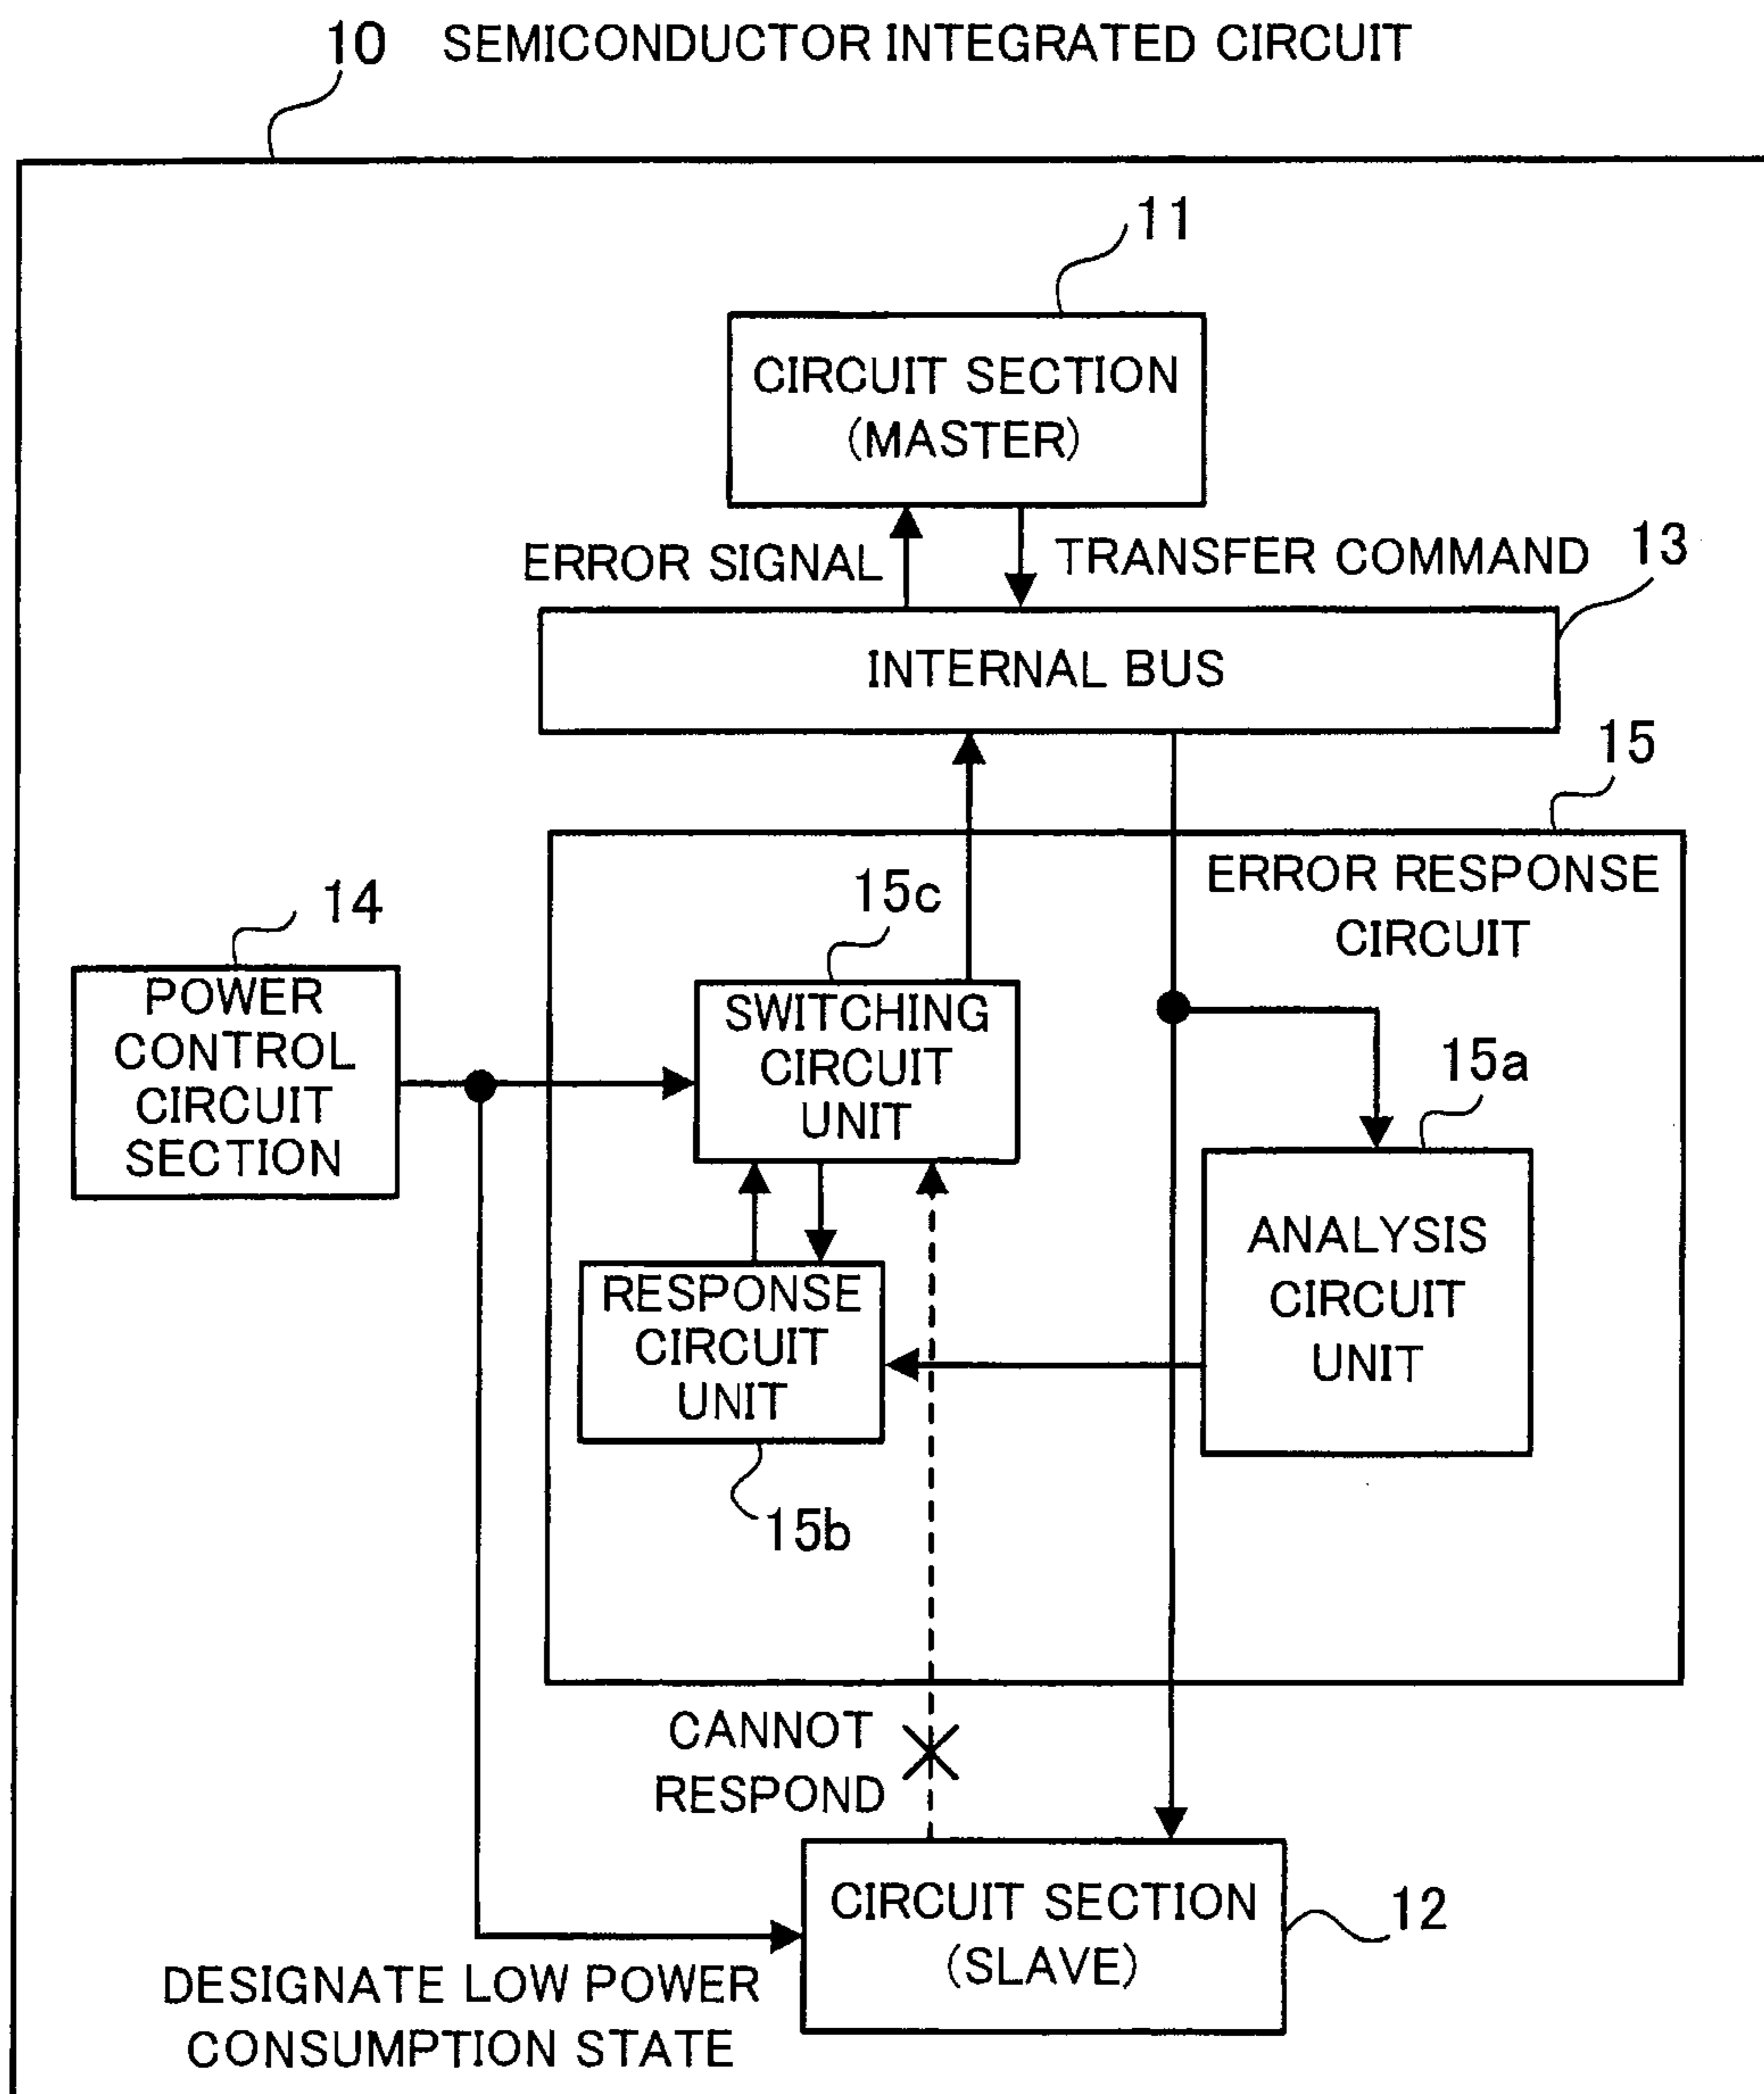 10 SEMICONDUCTOR INTEGRATED CIRCUIT
11
CIRCUIT SECTION
(MASTER)
ERROR SIGNAL
TRANSFER COMMAND
13
INTERNAL BUS
15
ERROR RESPONSE
CIRCUIT
14
POWER
CONTROL
CIRCUIT
SECTION
15c
SWITCHING
CIRCUIT
UNIT
15a
ANALYSIS
CIRCUIT
UNIT
RESPONSE
CIRCUIT
UNIT
15b
CANNOT
RESPOND
CIRCUIT SECTION
(SLAVE)
12
DESIGNATE LOW POWER
CONSUMPTION STATE